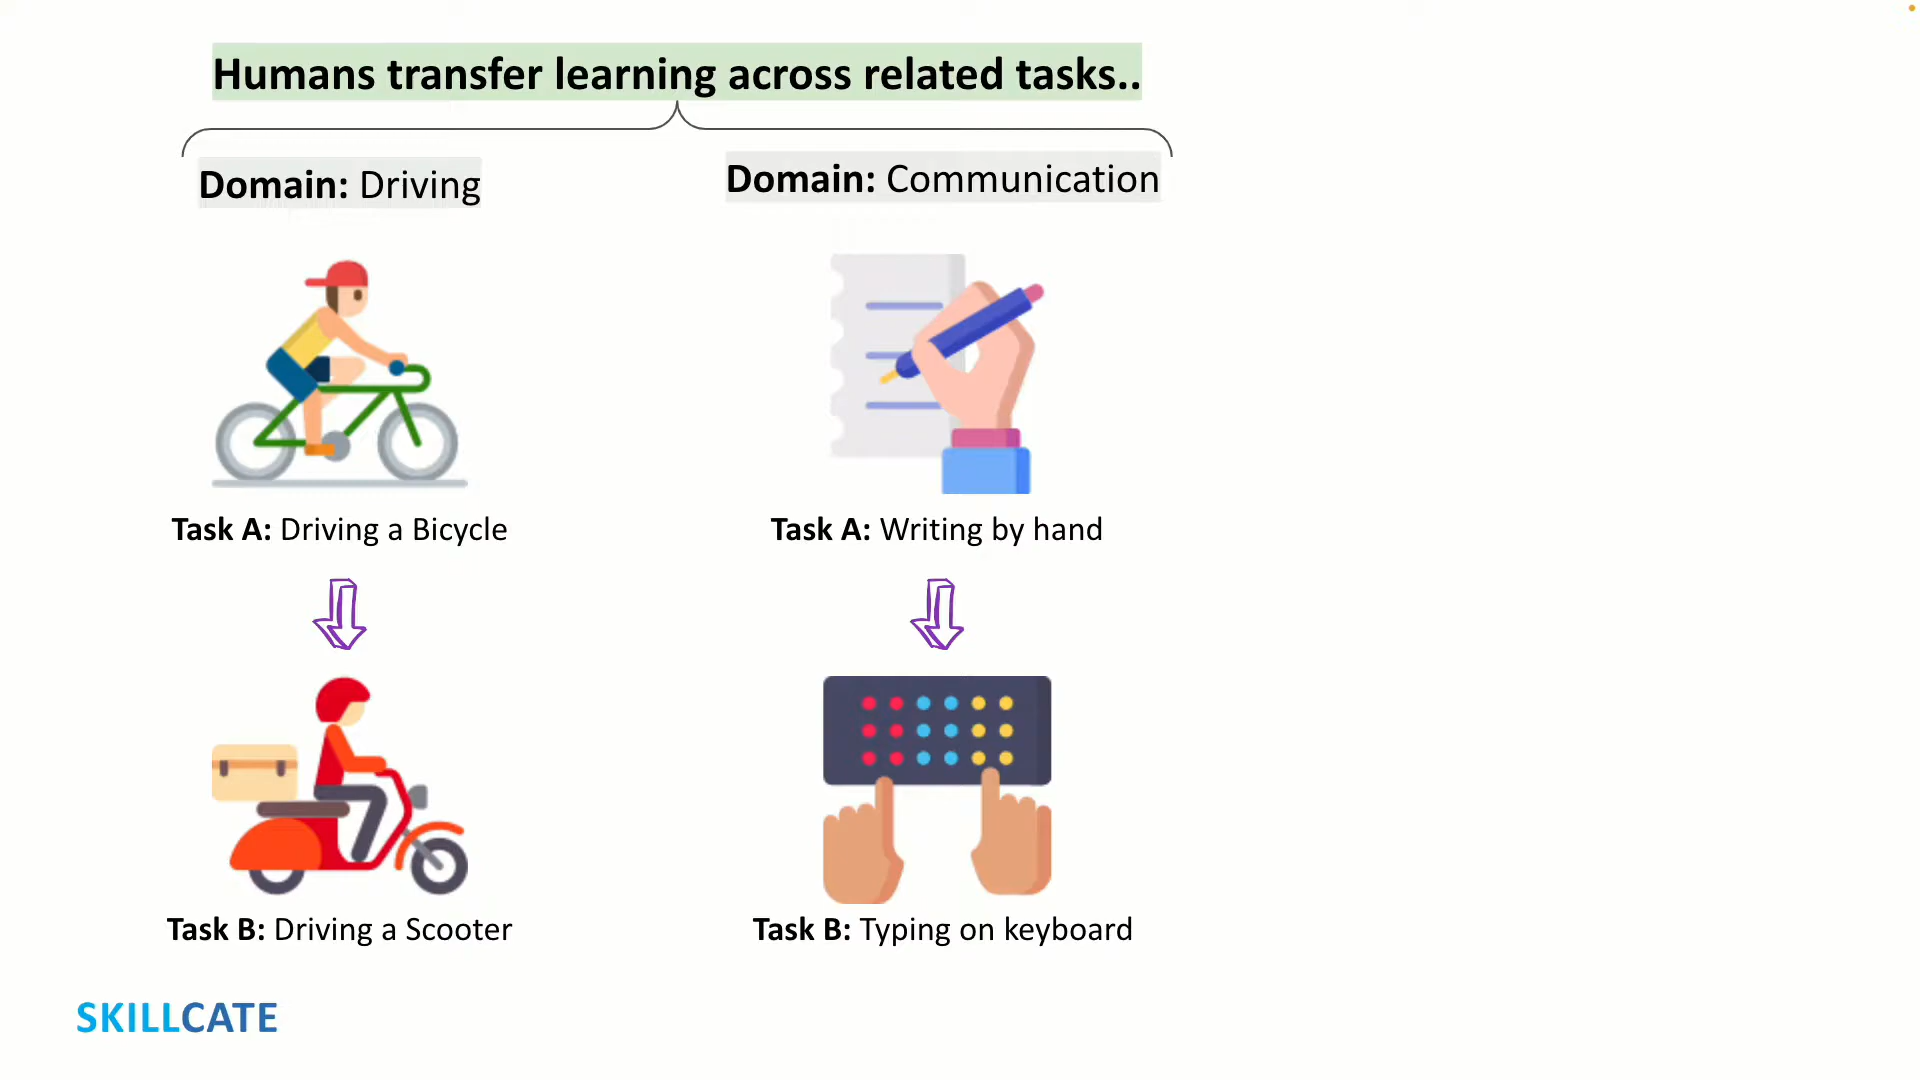 Humans transfer learning across related tasks..
Domain: Driving
Domain: Communication
Task A: Driving a Bicycle
Task A: Writing by hand
Task B: Driving a Scooter
Task B: Typing on keyboard
SKILLCATE